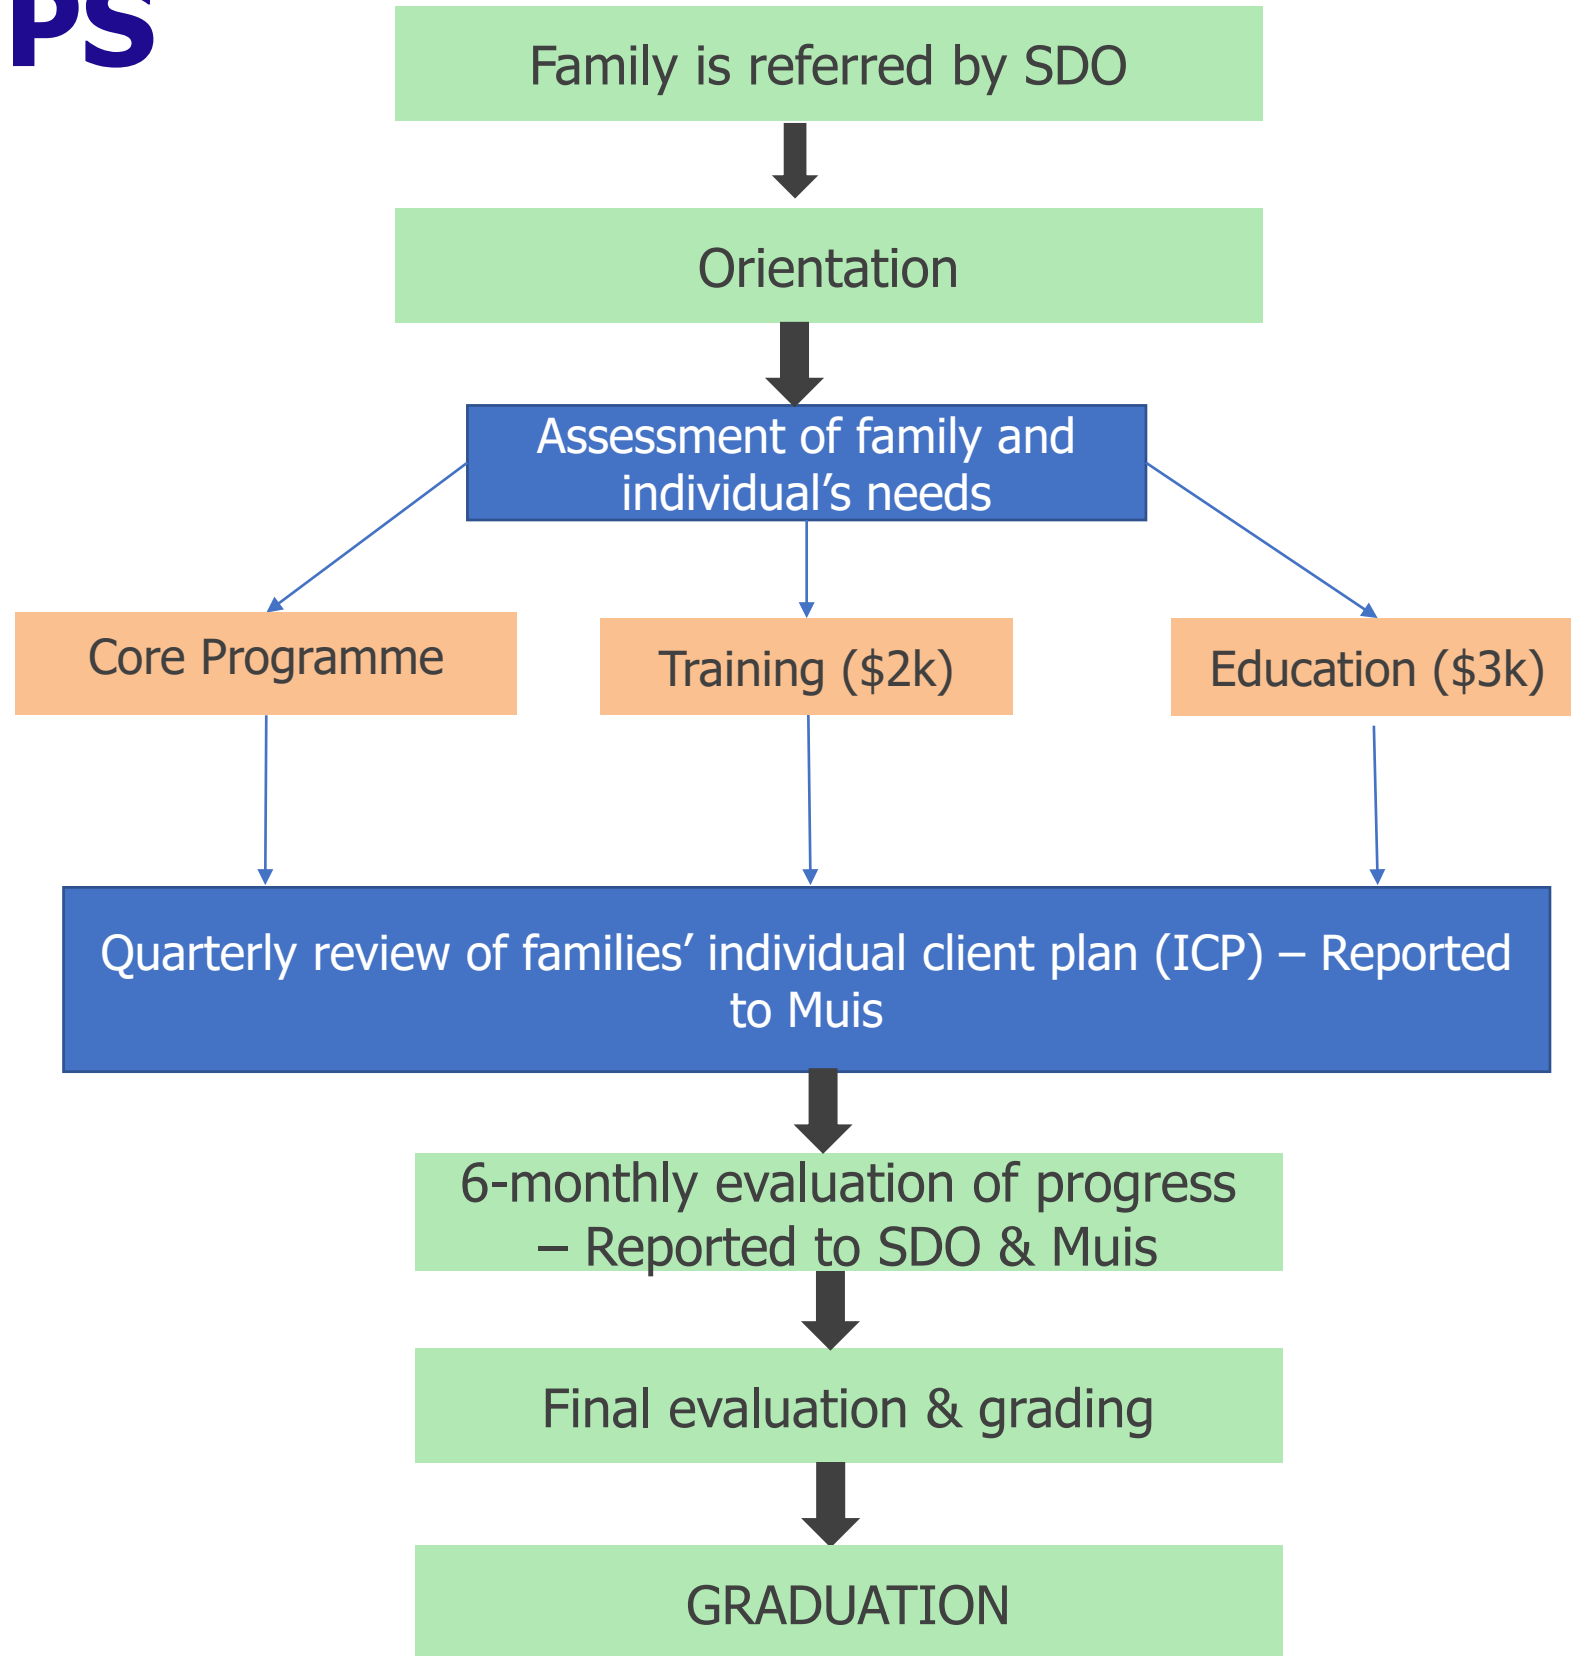 PS
Family is referred by SDO
Orientation
Assessment of family and
individual’s needs
Core Programme
Training ($2k)
Education ($3k)
Quarterly review of families’ individual client plan (ICP) – Reported
to Muis
6-monthly evaluation of progress
– Reported to SDO & Muis
Final evaluation & grading
GRADUATION